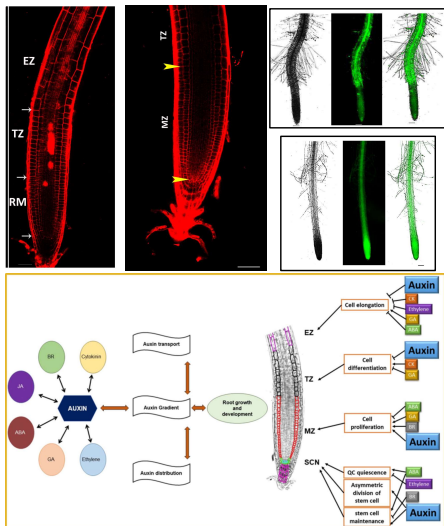 EZ
TZ
RM
TZ
MZ
BR
Cytokinin
JA
AUXIN
ABA
GA
Ethylene
Auxin transport
Auxin Gradient
Auxin distribution
Root growth
and
development
EZ
TZ
MZ
SCN
Cell elongation
Auxin
CK
Ethylene
GA
ABA
Cell
differentiation
Auxin
CK
GA
Cell
proliferation
ABA
GA
BR
Auxin
QC quiescence
Asymmetric
division of
stem cell
stem cell
maintenance
ABA
Ethylene
BR
Auxin